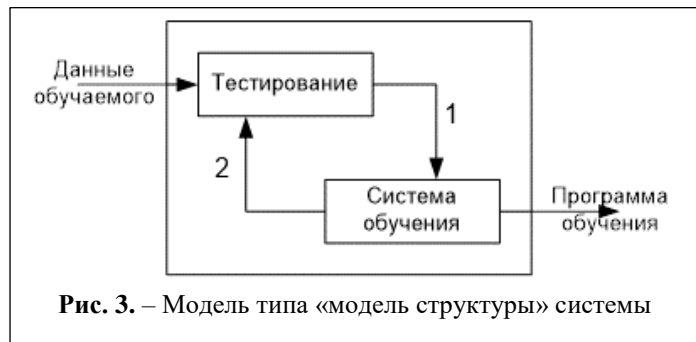 Данные
обучаемого
Тестирование
1
2
Система
обучения
Программа
обучения
Рис. 3. – Модель типа «модель структуры» системы